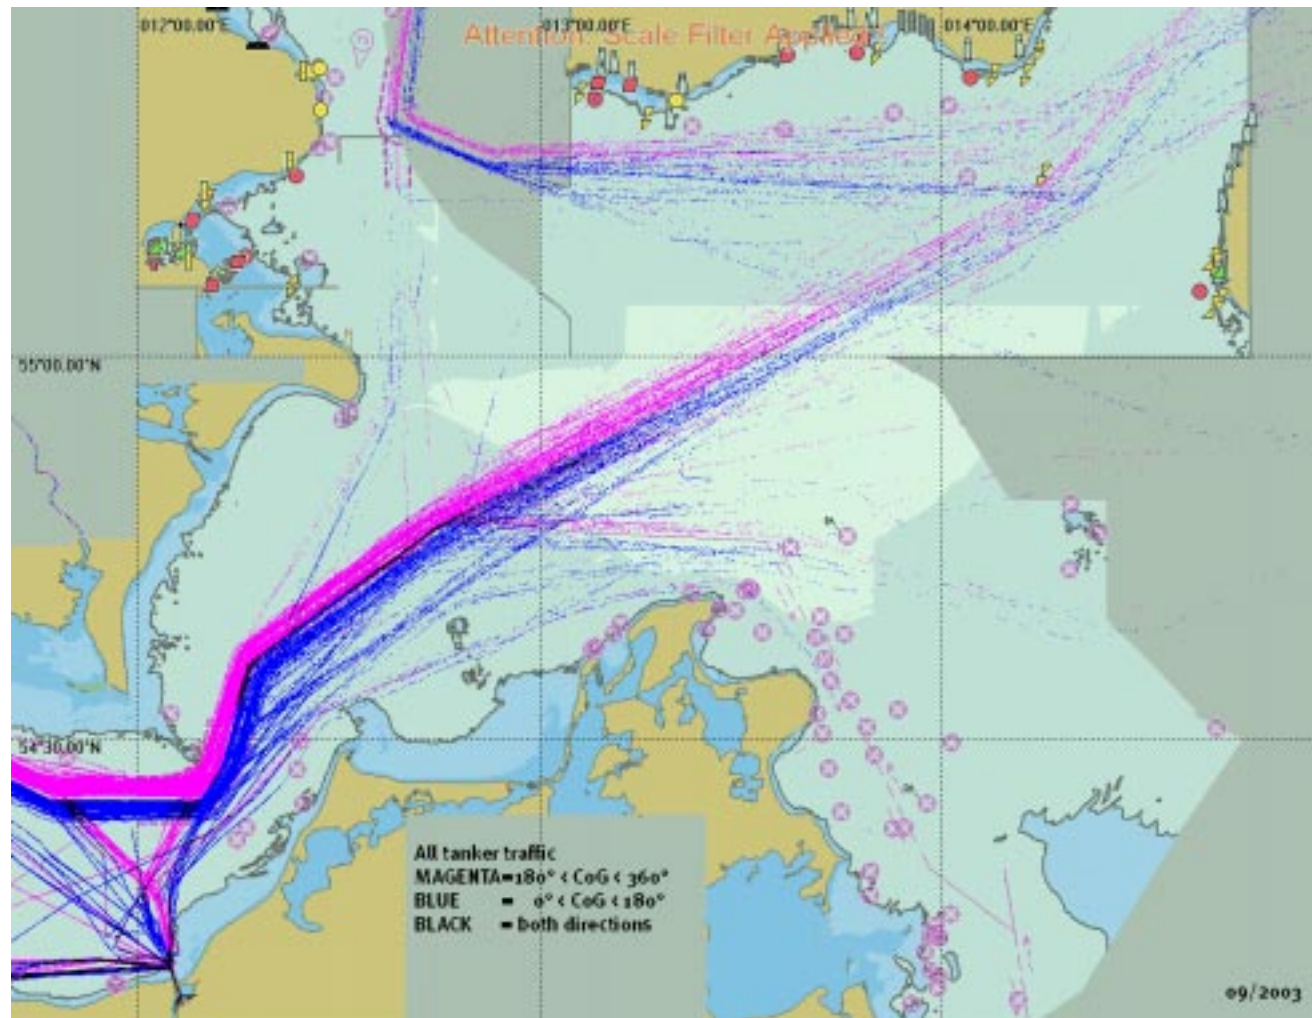 012°00.00'E
013°00.00'E
014°00.00'E
Attention: Scale Filter Applied!
55°00.00'N
54°30.00'N
All tanker traffic
MAGENTA=180° < CoG < 360°
BLUE = 0° < CoG < 180°
BLACK = both directions
09/2003